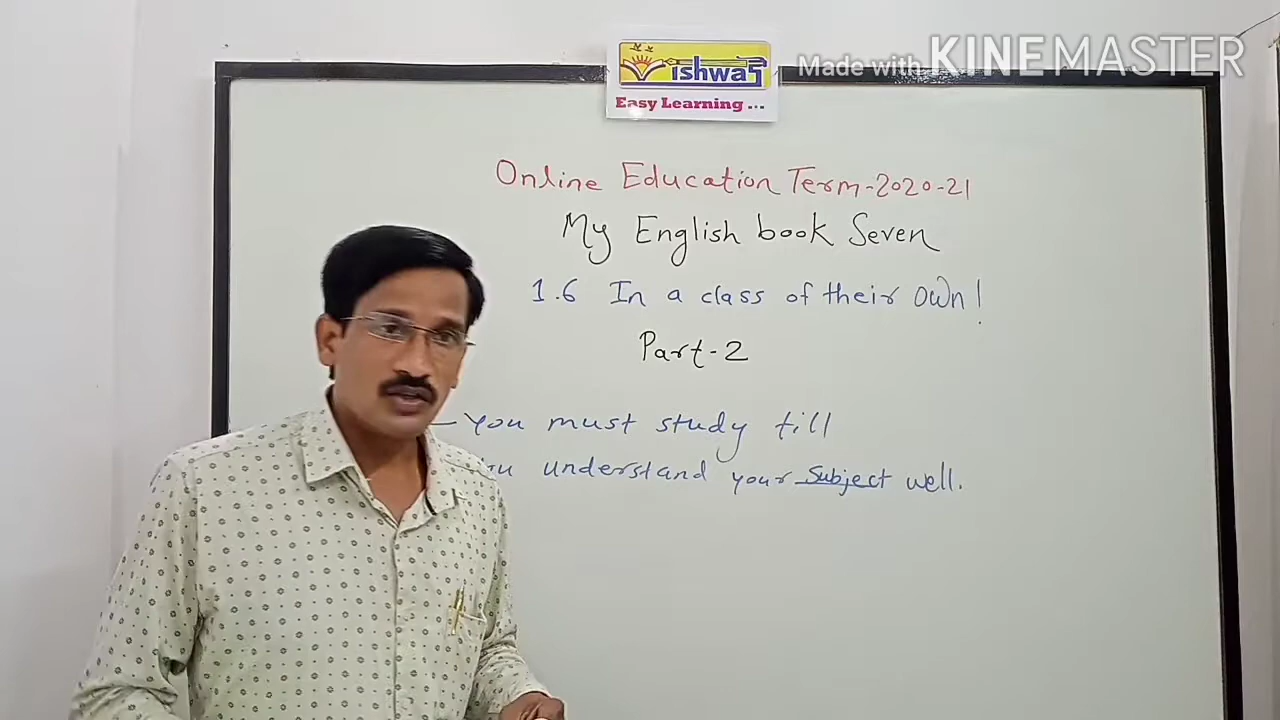 Made with KINEMASTER
ishwar
Easy Learning ...
Online Education Term-2020-21
My English book Seven
1.6 In a class of their own!
Part-2
- You must study till
understand your subject well.